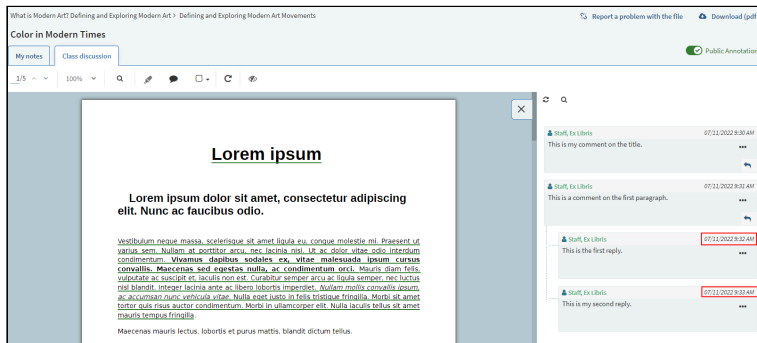 What is Modern Art? Defining and Exploring Modern Art > Defining and Exploring Modern Art Movements
Report a problem with the file
Download (pdf
Color in Modern Times
My notes
Class discussion
Public Annotation
1/5
100%
Lorem ipsum
Lorem ipsum dolor sit amet, consectetur adipiscing
elit. Nunc ac faucibus odio.
Vestibulum neque massa, scelerisque sit amet ligula eu, congue molestie mi. Praesent ut
varius sem. Nullam at porttitor arcu, nec lacinia nisi. Ut ac dolor vitae odio interdum
condimentum. Vivamus dapibus sodales ex, vitae malesuada ipsum cursus
convallis. Maecenas sed egestas nulla, ac condimentum orci. Mauris diam felis,
vulputate ac suscipit et, iaculis non est. Curabitur semper arcu ac ligula semper, nec luctus
nisl blandit. Integer lacinia ante ac libero lobortis imperdiet. Nullam mollis convallis ipsum,
ac accumsan nunc vehicula vitae. Nulla eget justo in felis tristique fringilla. Morbi sit amet
tortor quis risus auctor condimentum. Morbi in ullamcorper elit. Nulla iaculis tellus sit amet
mauris tempus fringilla.
Maecenas mauris lectus, lobortis et purus mattis, blandit dictum tellus.
Staff, Ex Libris
07/11/2022 9:30 AM
This is my comment on the title.
Staff, Ex Libris
07/11/2022 9:31 AM
This is a comment on the first paragraph.
Staff, Ex Libris
07/11/2022 9:32 AM
This is the first reply.
Staff, Ex Libris
07/11/2022 9:33 AM
This is my second reply.